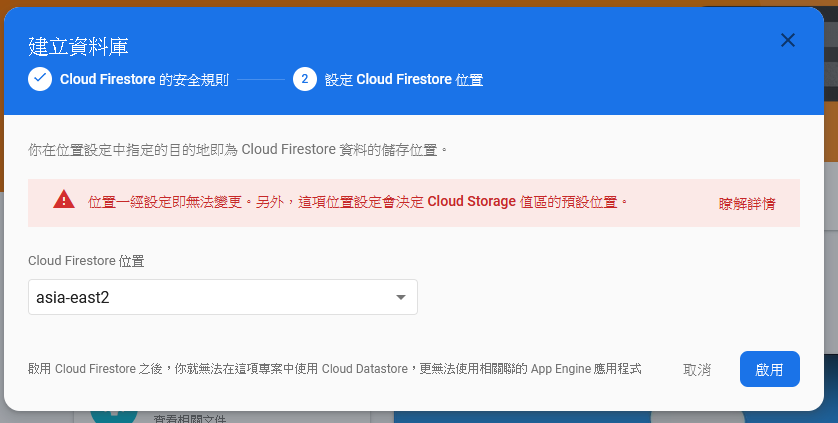 建立資料庫
Cloud Firestore 的安全規則
2 設定 Cloud Firestore 位置
你在位置設定中指定的目的地即為 Cloud Firestore 資料的儲存位置。
位置一經設定即無法變更。另外，這項位置設定會決定 Cloud Storage 值區的預設位置。 瞭解詳情
Cloud Firestore 位置
asia-east2
啟用 Cloud Firestore 之後，你就無法在這項專案中使用 Cloud Datastore，更無法使用相關聯的 App Engine 應用程式 取消 啟用
查看相關文件